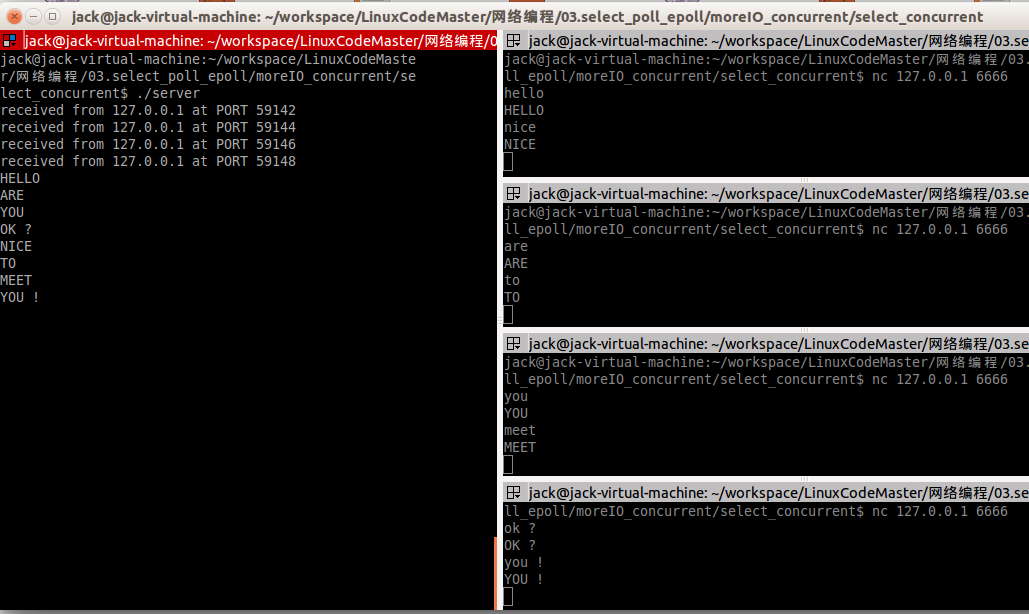 jack@jack-virtual-machine: ~/workspace/LinuxCodeMaster/网络编程/03.select_poll_epoll/moreIO_concurrent/select_concurrent
jack@jack-virtual-machine: ~/workspace/LinuxCodeMaster/网络编程/0
jack@jack-virtual-machine:~/workspace/LinuxCodeMaste
r/网络编程/03.select_poll_epoll/moreIO_concurrent/se
lect_concurrent$ ./server
received from 127.0.0.1 at PORT 59142
received from 127.0.0.1 at PORT 59144
received from 127.0.0.1 at PORT 59146
received from 127.0.0.1 at PORT 59148
HELLO
ARE
YOU
OK ?
NICE
TO
MEET
YOU !
jack@jack-virtual-machine: ~/workspace/LinuxCodeMaster/网络编程/03.se
jack@jack-virtual-machine:~/workspace/LinuxCodeMaster/网络编程/03.
ll_epoll/moreIO_concurrent/select_concurrent$ nc 127.0.0.1 6666
hello
HELLO
nice
NICE
jack@jack-virtual-machine: ~/workspace/LinuxCodeMaster/网络编程/03.se
jack@jack-virtual-machine:~/workspace/LinuxCodeMaster/网络编程/03.
ll_epoll/moreIO_concurrent/select_concurrent$ nc 127.0.0.1 6666
are
ARE
to
TO
jack@jack-virtual-machine: ~/workspace/LinuxCodeMaster/网络编程/03.se
jack@jack-virtual-machine:~/workspace/LinuxCodeMaster/网络编程/03.
ll_epoll/moreIO_concurrent/select_concurrent$ nc 127.0.0.1 6666
you
YOU
meet
MEET
jack@jack-virtual-machine: ~/workspace/LinuxCodeMaster/网络编程/03.se
ll_epoll/moreIO_concurrent/select_concurrent$ nc 127.0.0.1 6666
ok ?
OK ?
you !
YOU !